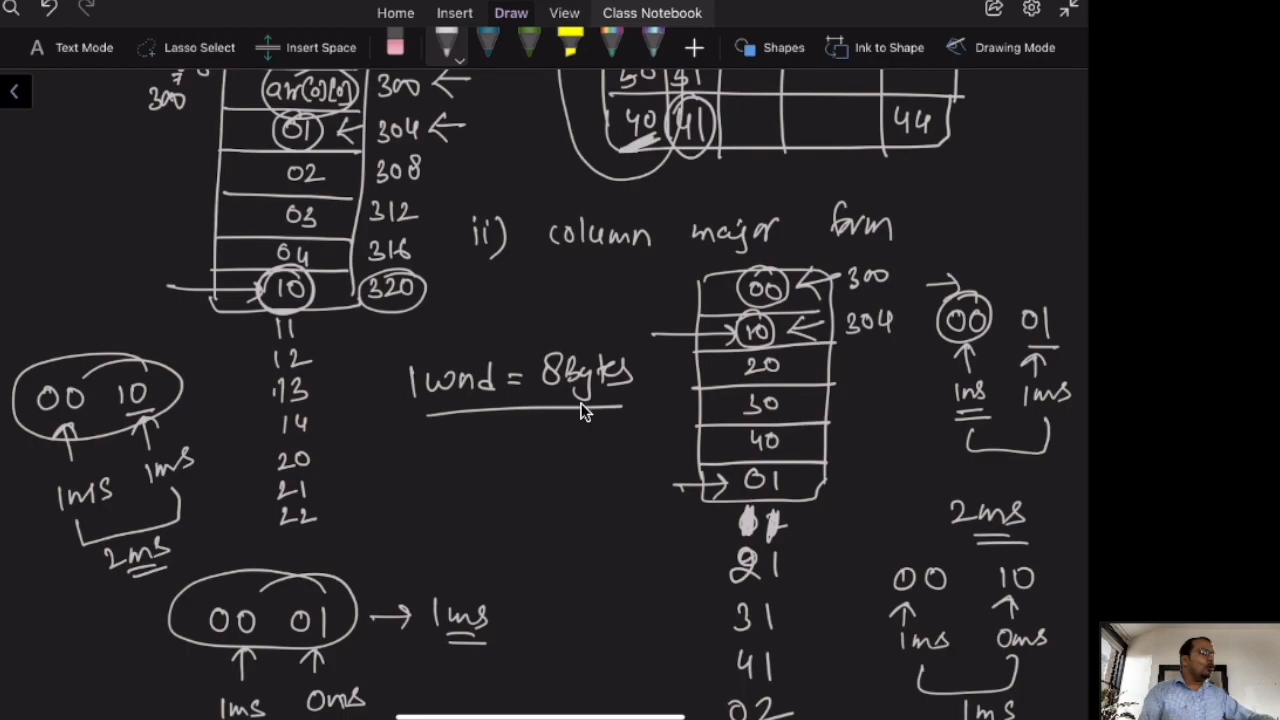 Home Insert Draw View Class Notebook
A Text Mode Lasso Select Insert Space + Shapes Ink to Shape Drawing Mode
300
arr[0][0] 300
01 304
02 308
03 312
04 316
10 320
11
12
13
14
20
21
22
00 10
1ms 1ms
2ms
00 01 → 1ms
1ms 0ms
50 51
40 41 44
ii) column major form
1 word = 8Bytes
00 300
10 304
20
30
40
01
21
31
41
02
00 01
1ms 1ms
2ms
00 10
1ms 0ms
1ms